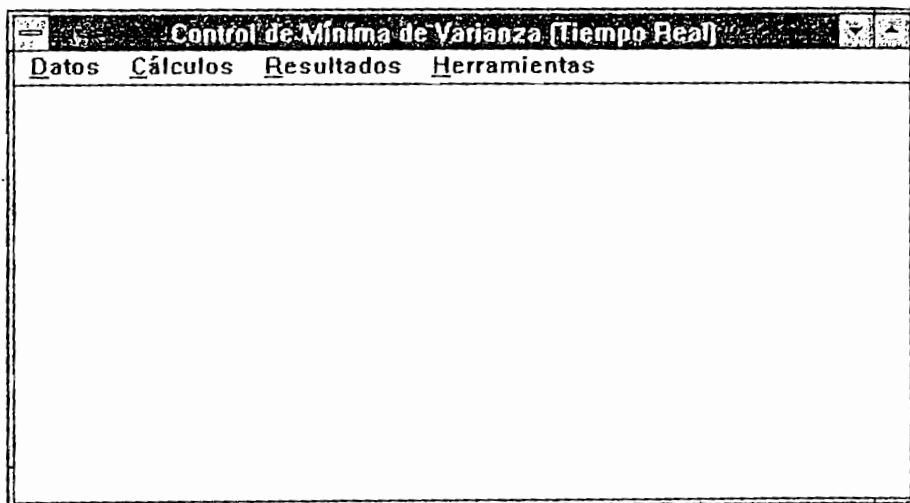 Control de Mínima de Varianza (Tiempo Real)
Datos Cálculos Resultados Herramientas